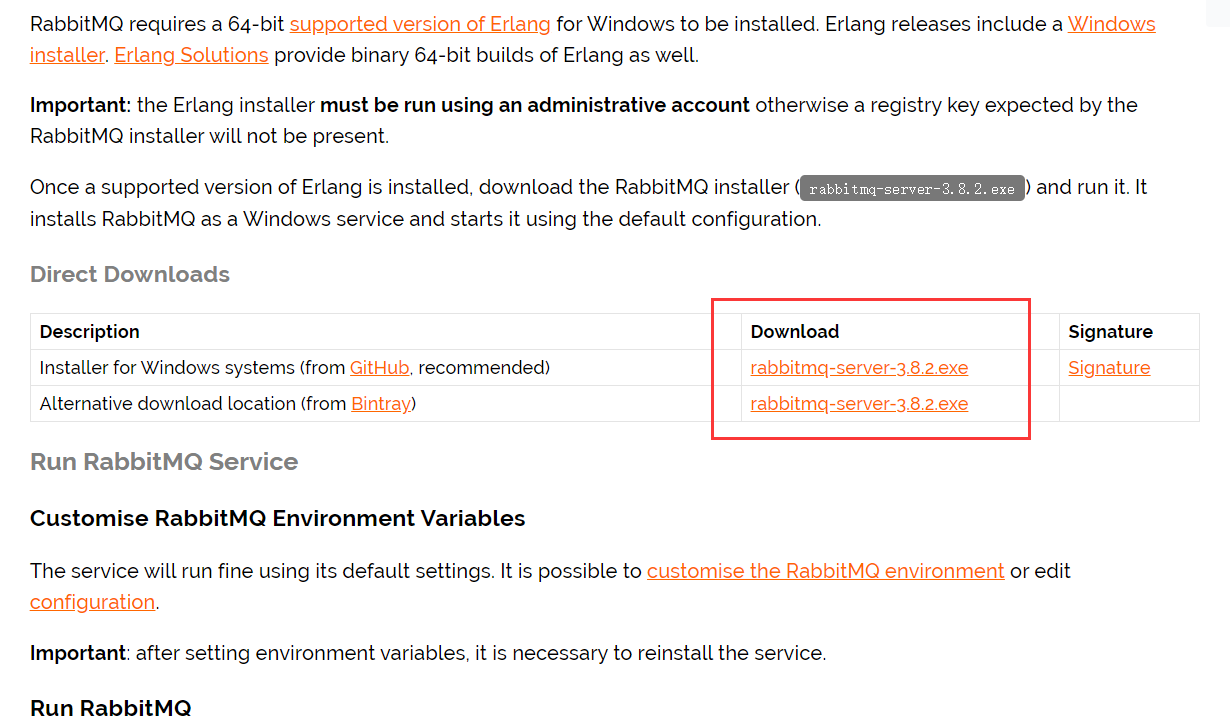 RabbitMQ requires a 64-bit supported version of Erlang for Windows to be installed. Erlang releases include a Windows
installer. Erlang Solutions provide binary 64-bit builds of Erlang as well.
Important: the Erlang installer must be run using an administrative account otherwise a registry key expected by the
RabbitMQ installer will not be present.
Once a supported version of Erlang is installed, download the RabbitMQ installer (rabbitmq-server-3.8.2.exe) and run it. It
installs RabbitMQ as a Windows service and starts it using the default configuration.
Direct Downloads
Description Download Signature
Installer for Windows systems (from GitHub, recommended) rabbitmq-server-3.8.2.exe Signature
Alternative download location (from Bintray) rabbitmq-server-3.8.2.exe
Run RabbitMQ Service
Customise RabbitMQ Environment Variables
The service will run fine using its default settings. It is possible to customise the RabbitMQ environment or edit
configuration.
Important: after setting environment variables, it is necessary to reinstall the service.
Run RabbitMQ